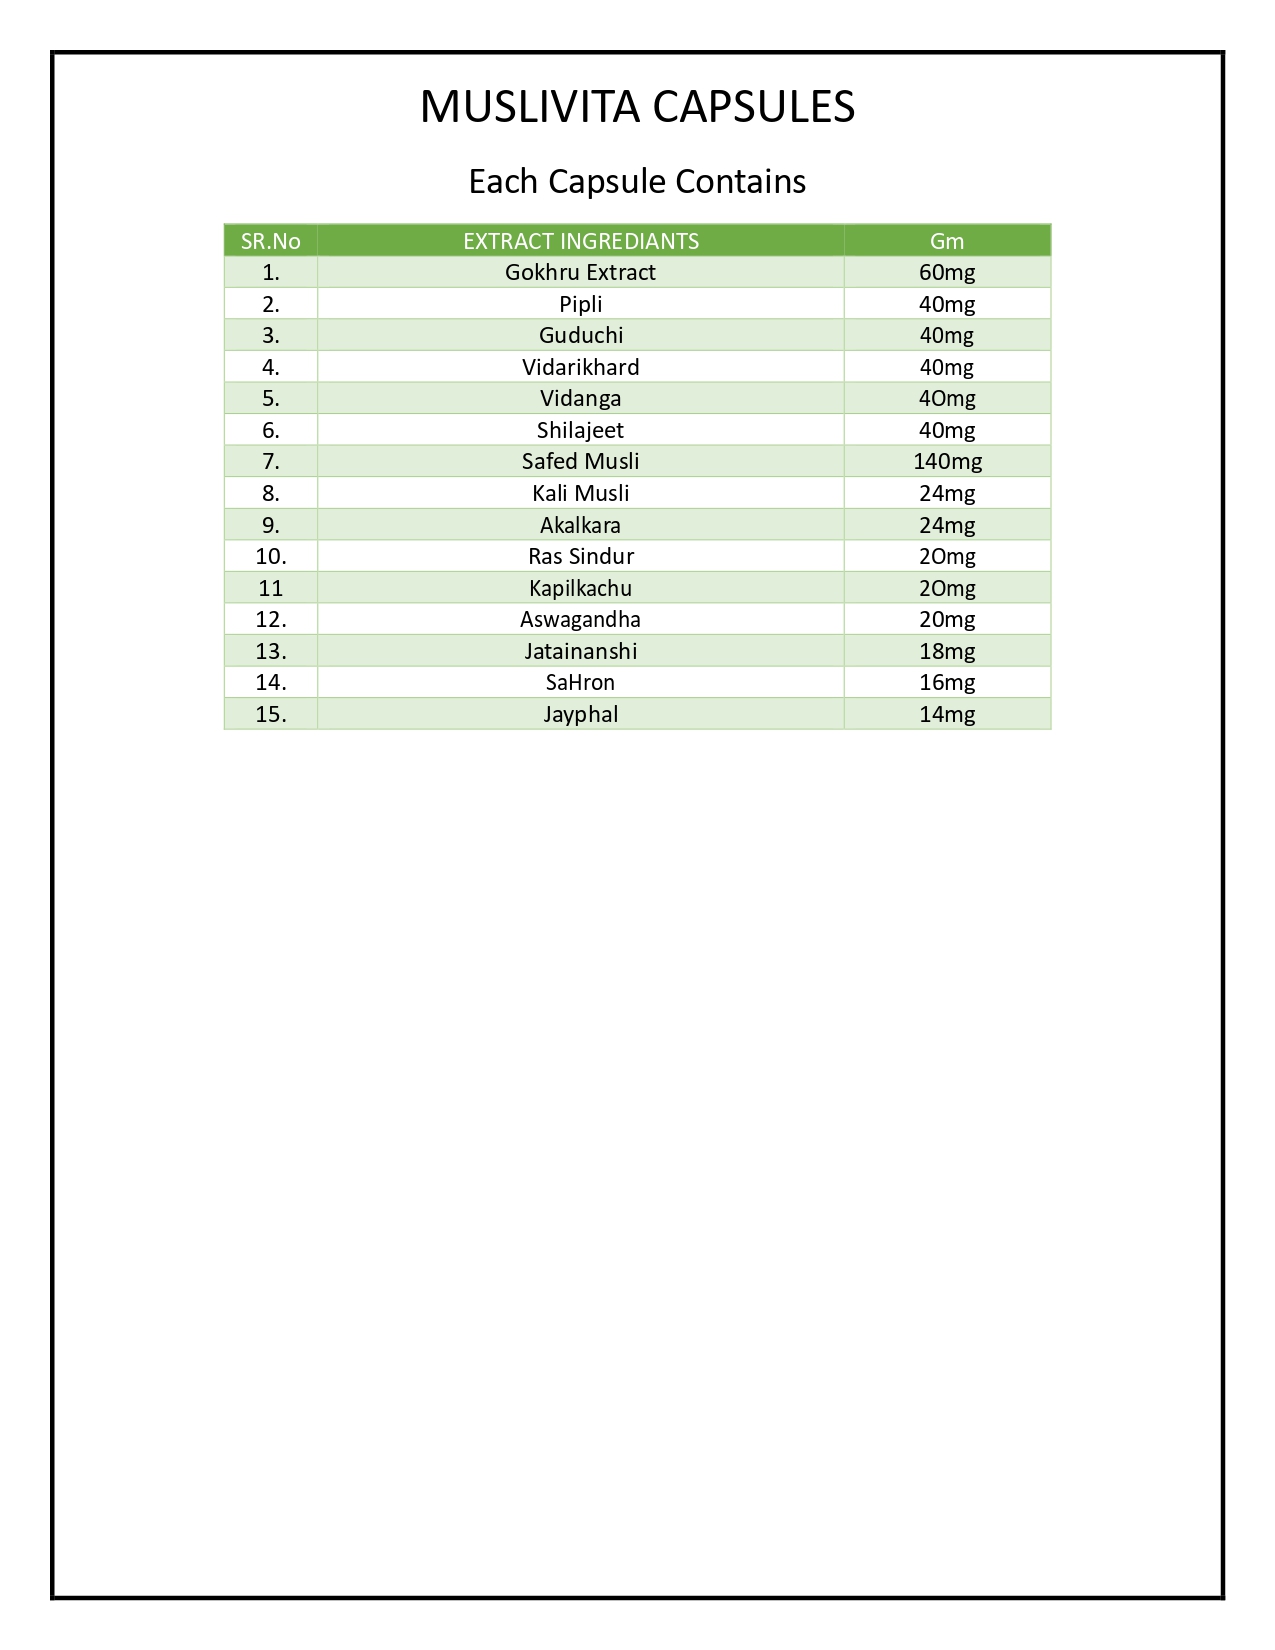 MUSLIVITA CAPSULES
Each Capsule Contains
SR.No EXTRACT INGREDIANTS Gm
1. Gokhru Extract 60mg
2. Pipli 40mg
3. Guduchi 40mg
4. Vidarikhard 40mg
5. Vidanga 4Omg
6. Shilajeet 40mg
7. Safed Musli 140mg
8. Kali Musli 24mg
9. Akalkara 24mg
10. Ras Sindur 2Omg
11 Kapilkachu 2Omg
12. Aswagandha 20mg
13. Jatainanshi 18mg
14. SaHron 16mg
15. Jayphal 14mg